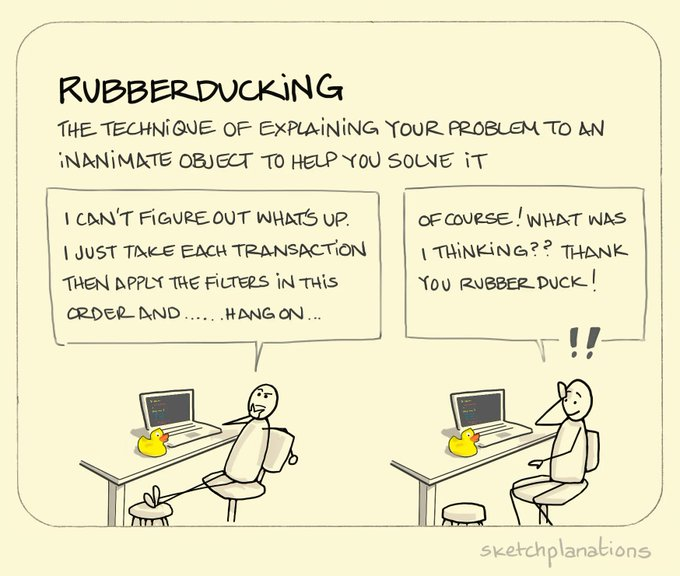 RUBBERDUCKING
THE TECHNIQUE OF EXPLAINING YOUR PROBLEM TO AN
INANIMATE OBJECT TO HELP YOU SOLVE IT
I CAN'T FIGURE OUT WHAT'S UP.
I JUST TAKE EACH TRANSACTION
THEN APPLY THE FILTERS IN THIS
ORDER AND ...... HANG ON ...
OF COURSE! WHAT WAS
I THINKING?? THANK
YOU RUBBER DUCK!
!!
sketchplanations